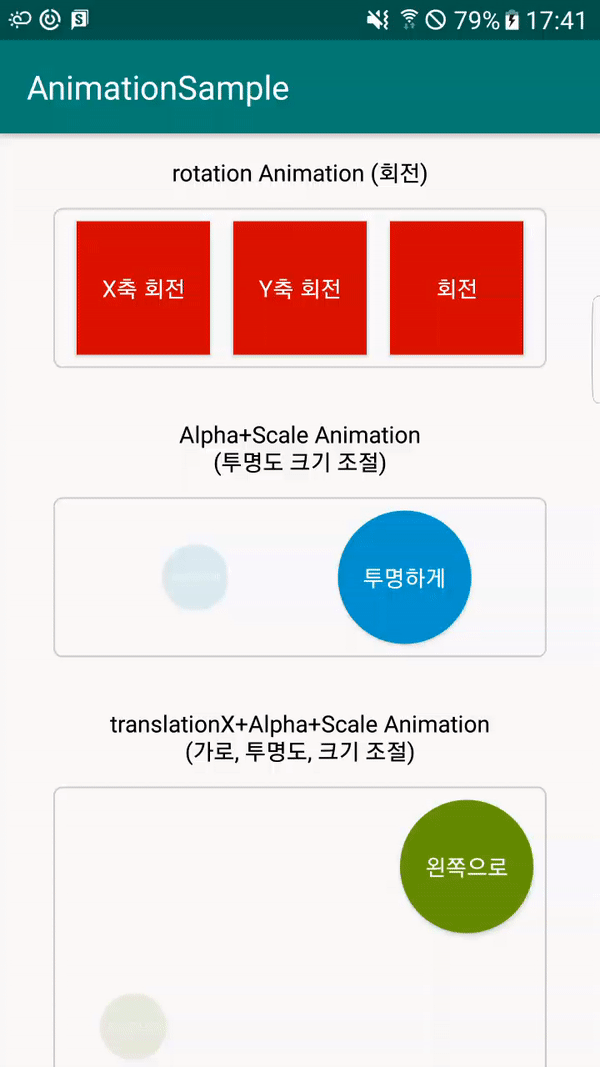 79% 17:41
AnimationSample
rotation Animation (회전)
X축 회전 Y축 회전 회전
Alpha+Scale Animation
(투명도 크기 조절)
투명하게
translationX+Alpha+Scale Animation
(가로, 투명도, 크기 조절)
왼쪽으로